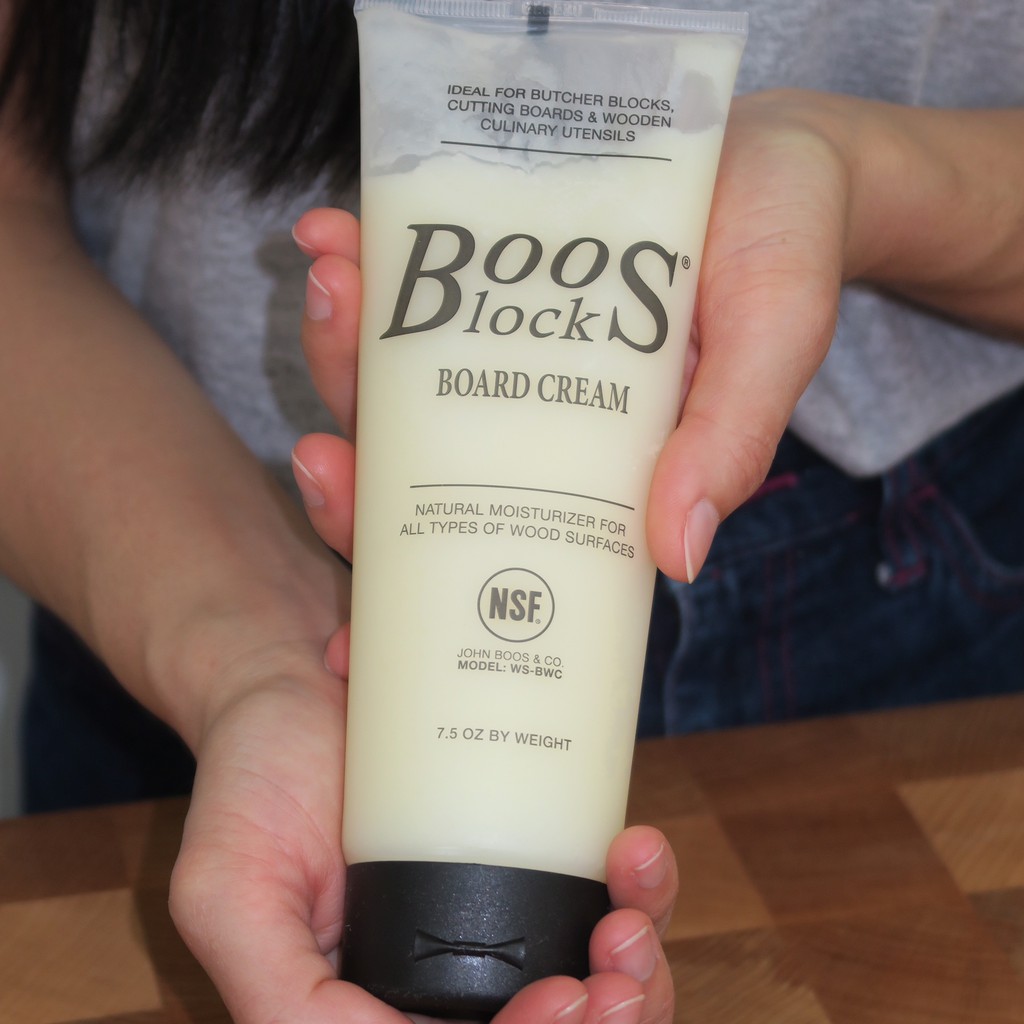 IDEAL FOR BUTCHER BLOCKS,
CUTTING BOARDS & WOODEN
CULINARY UTENSILS
BOOS®
Blocks
BOARD CREAM
NATURAL MOISTURIZER FOR
ALL TYPES OF WOOD SURFACES
NSF®
JOHN BOOS & CO.
MODEL: WS-BWC
7.5 OZ BY WEIGHT